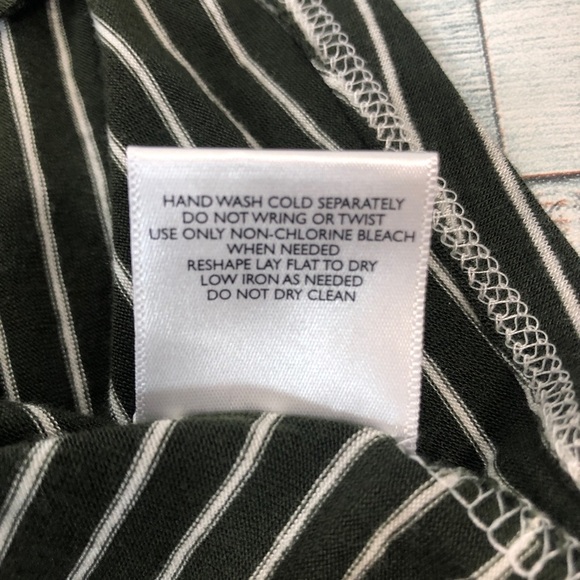 HAND WASH COLD SEPARATELY
DO NOT WRING OR TWIST
USE ONLY NON-CHLORINE BLEACH
WHEN NEEDED
RESHAPE LAY FLAT TO DRY
LOW IRON AS NEEDED
DO NOT DRY CLEAN